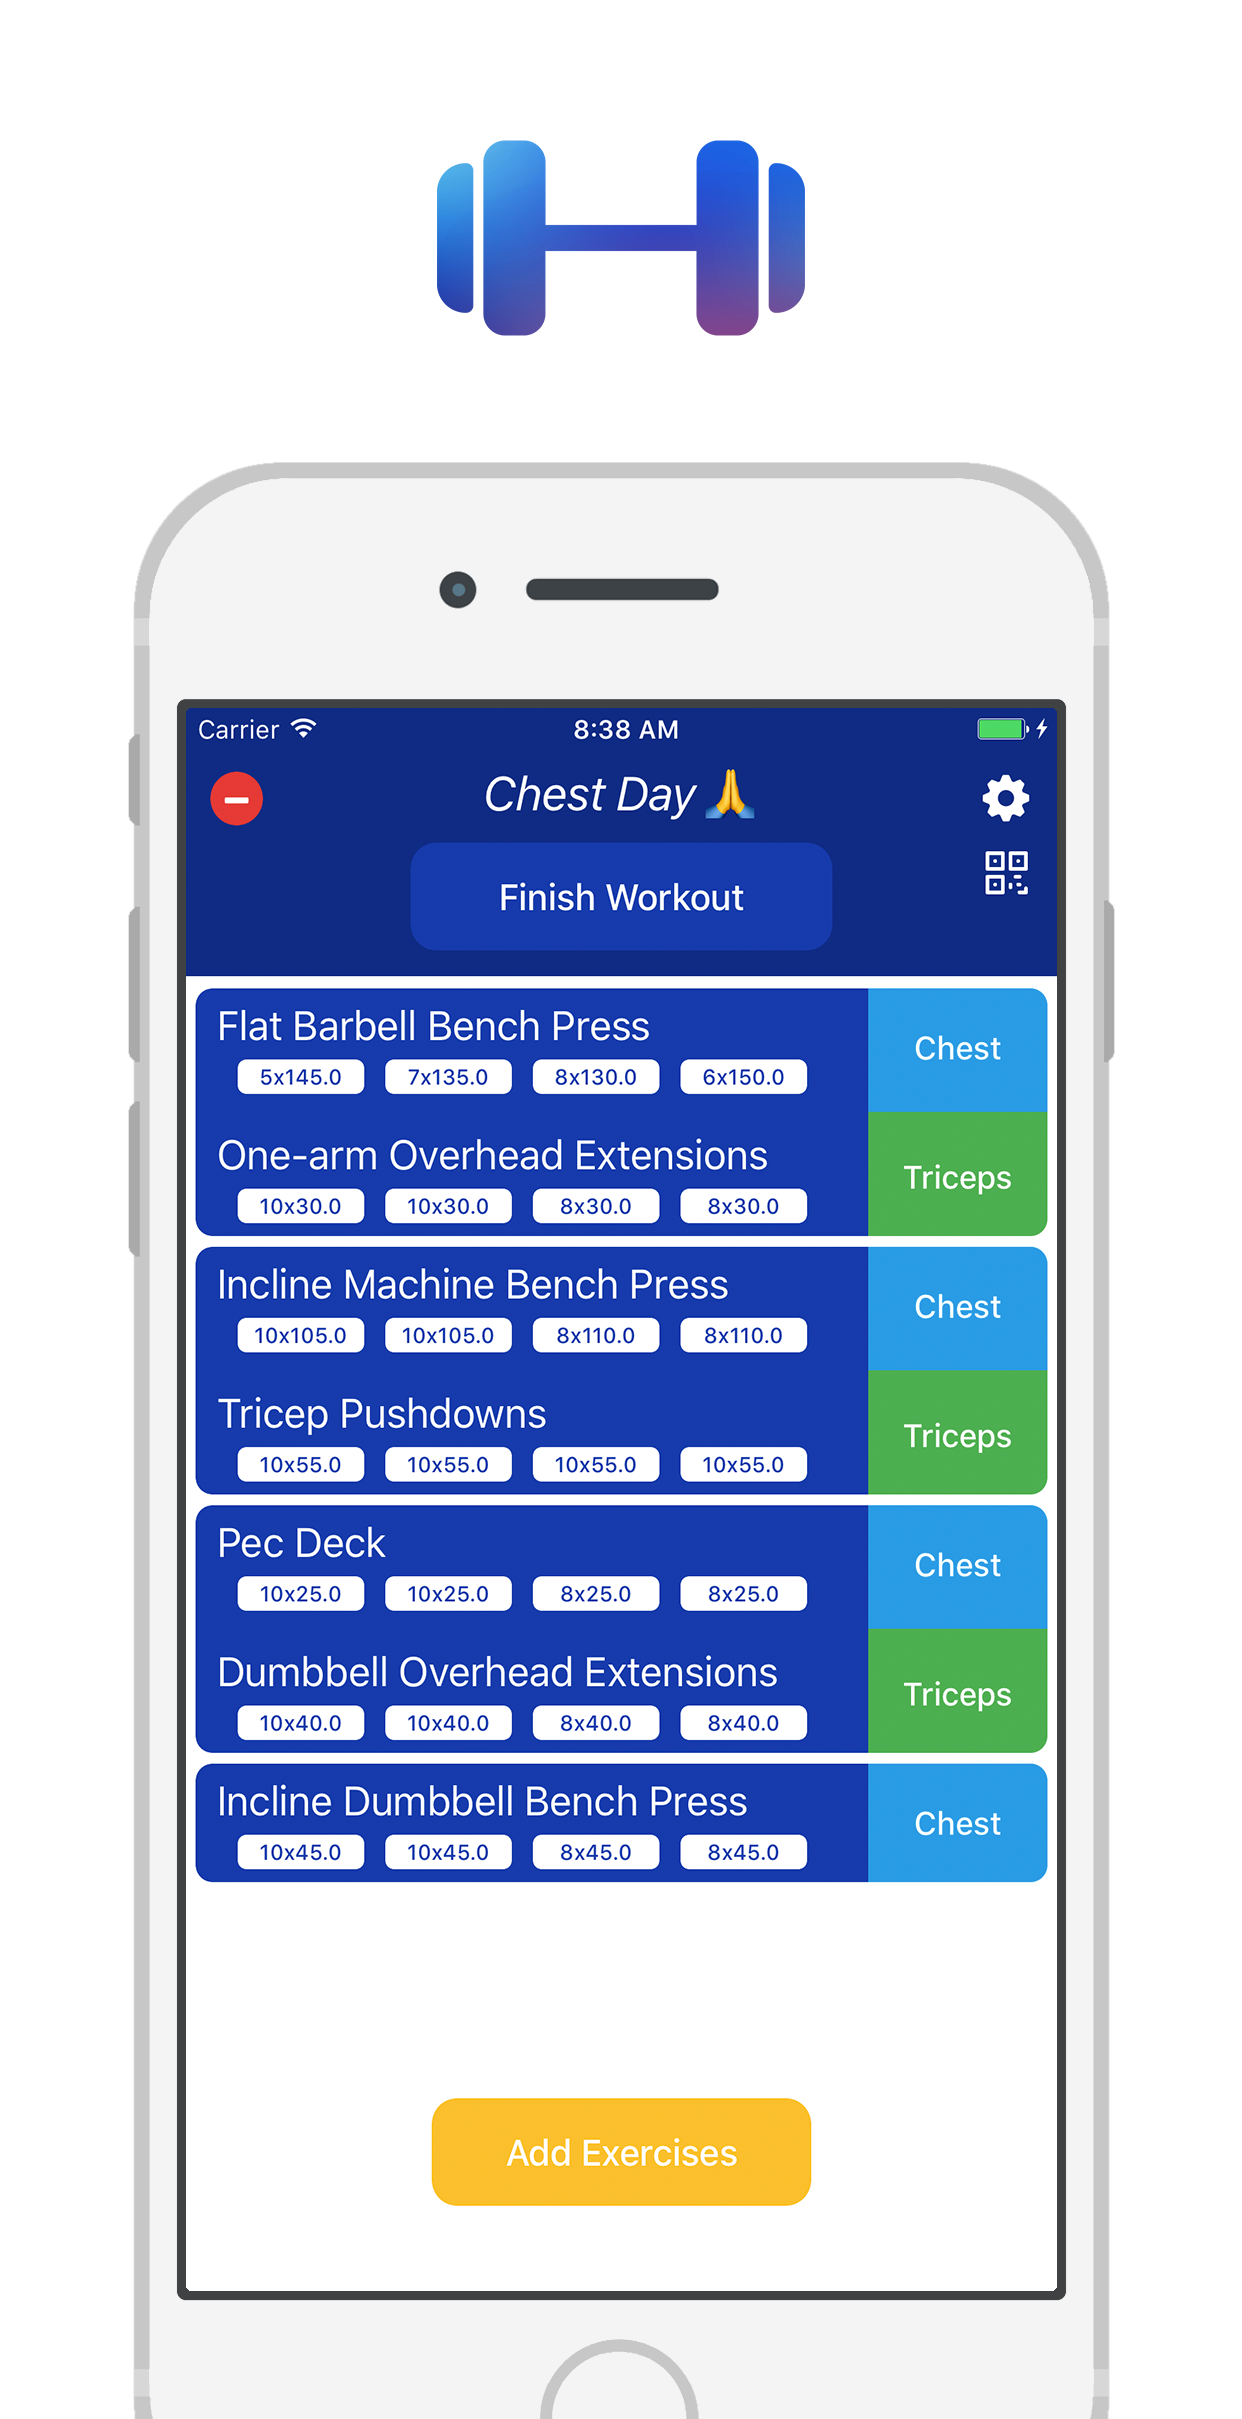 Carrier 8:38 AM
Chest Day 🙏
Finish Workout
Flat Barbell Bench Press
Chest
5x145.0 7x135.0 8x130.0 6x150.0
One-arm Overhead Extensions
Triceps
10x30.0 10x30.0 8x30.0 8x30.0
Incline Machine Bench Press
Chest
10x105.0 10x105.0 8x110.0 8x110.0
Tricep Pushdowns
Triceps
10x55.0 10x55.0 10x55.0 10x55.0
Pec Deck
Chest
10x25.0 10x25.0 8x25.0 8x25.0
Dumbbell Overhead Extensions
Triceps
10x40.0 10x40.0 8x40.0 8x40.0
Incline Dumbbell Bench Press
Chest
10x45.0 10x45.0 8x45.0 8x45.0
Add Exercises